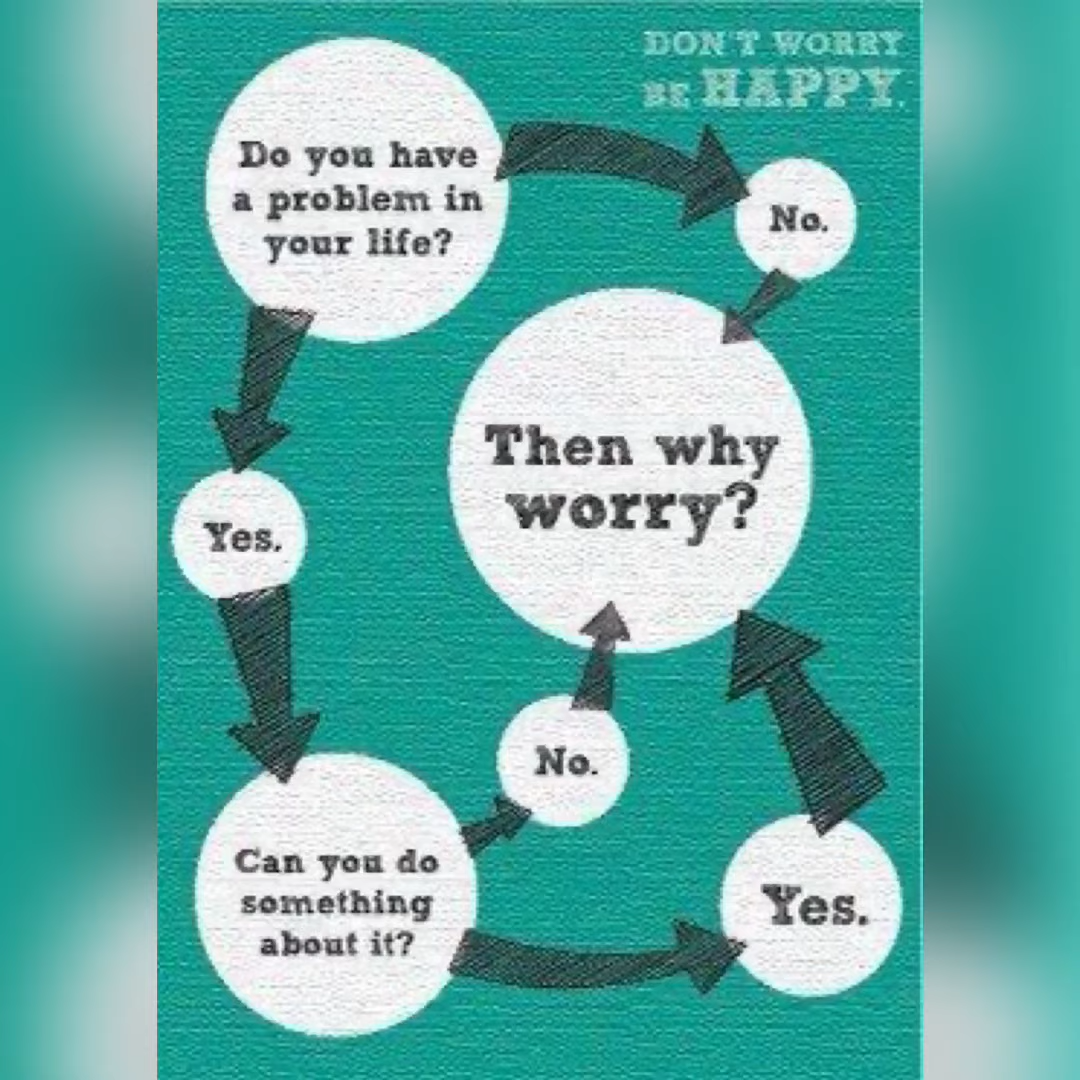 DON'T WORRY
BE HAPPY.
Do you have
a problem in
your life?
No.
Then why
worry?
Yes.
No.
Can you do
something
about it?
Yes.